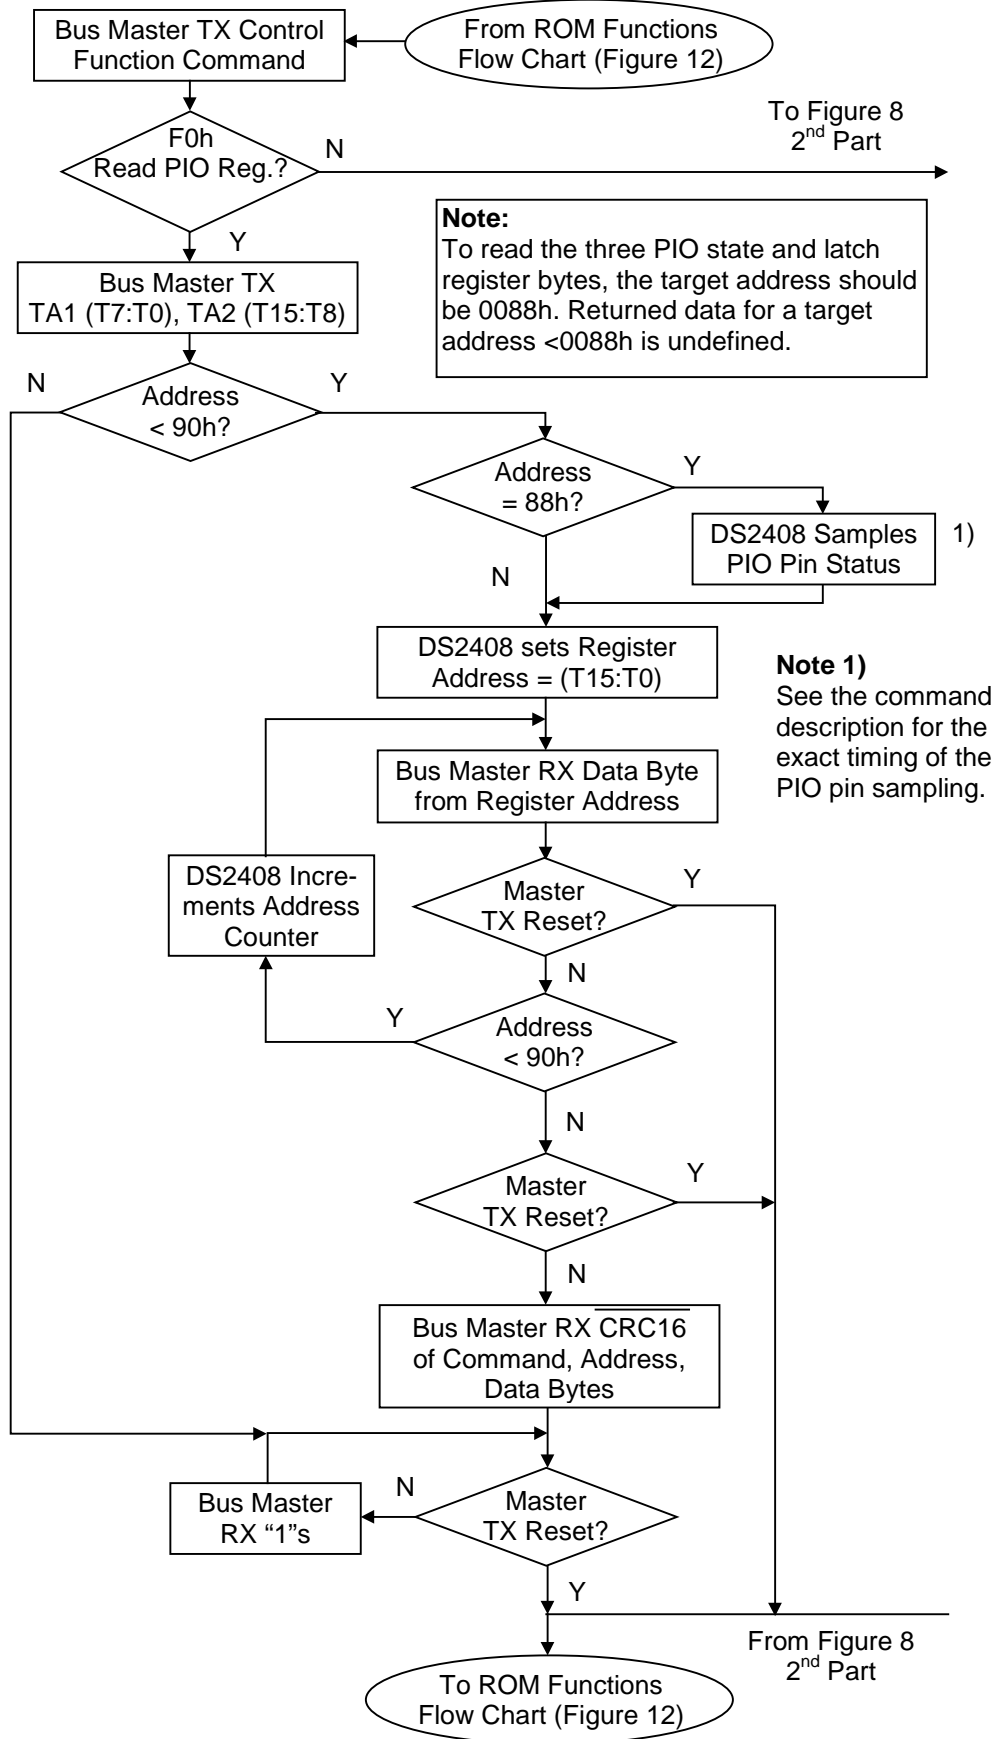 Bus Master TX Control
Function Command
From ROM Functions
Flow Chart (Figure 12)
To Figure 8
2nd Part
F0h
Read PIO Reg.?
N
Y
Note:
To read the three PIO state and latch
register bytes, the target address should
be 0088h. Returned data for a target
address <0088h is undefined.
Bus Master TX
TA1 (T7:T0), TA2 (T15:T8)
N
Address
< 90h?
Y
Address
= 88h?
Y
N
DS2408 Samples
PIO Pin Status
1)
DS2408 sets Register
Address = (T15:T0)
Note 1)
See the command
description for the
exact timing of the
PIO pin sampling.
Bus Master RX Data Byte
from Register Address
DS2408 Incre-
ments Address
Counter
Master
TX Reset?
Y
N
Y
Address
< 90h?
N
Master
TX Reset?
Y
N
Bus Master RX CRC16
of Command, Address,
Data Bytes
Bus Master
RX “1”s
N
Master
TX Reset?
Y
From Figure 8
2nd Part
To ROM Functions
Flow Chart (Figure 12)